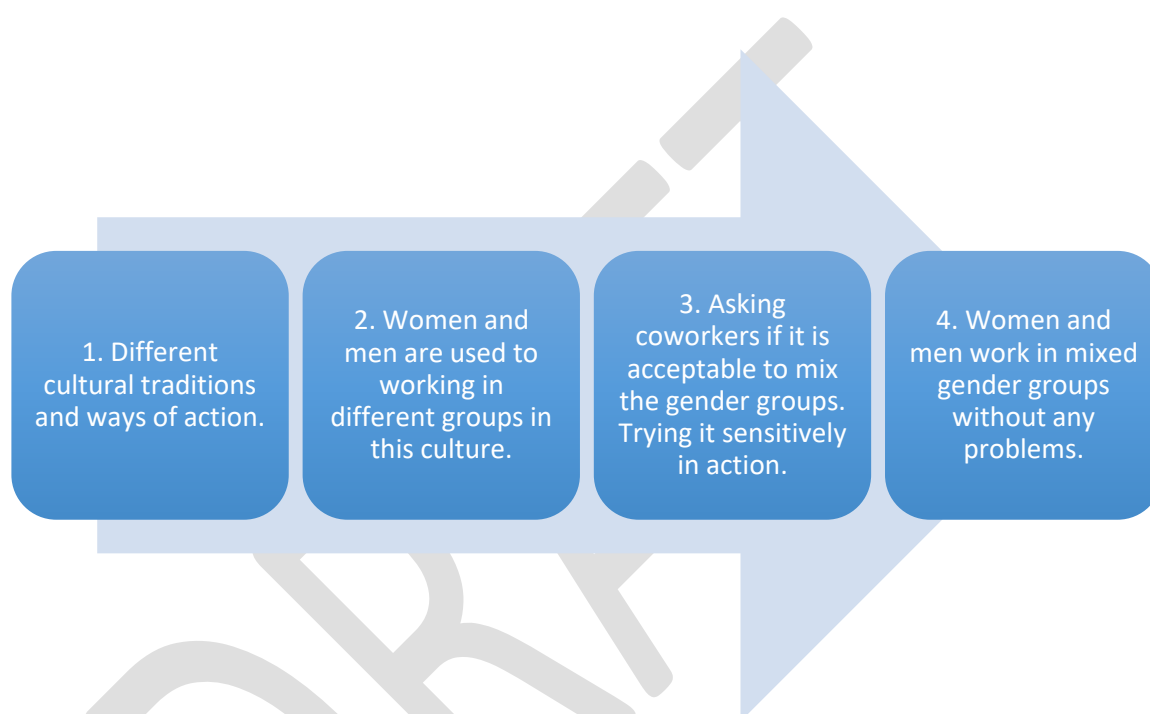 1. Different
cultural traditions
and ways of action.
2. Women and
men are used to
working in
different groups in
this culture.
3. Asking
coworkers if it is
acceptable to mix
the gender groups.
Trying it sensitively
in action.
4. Women and
men work in mixed
gender groups
without any
problems.
DRAFT